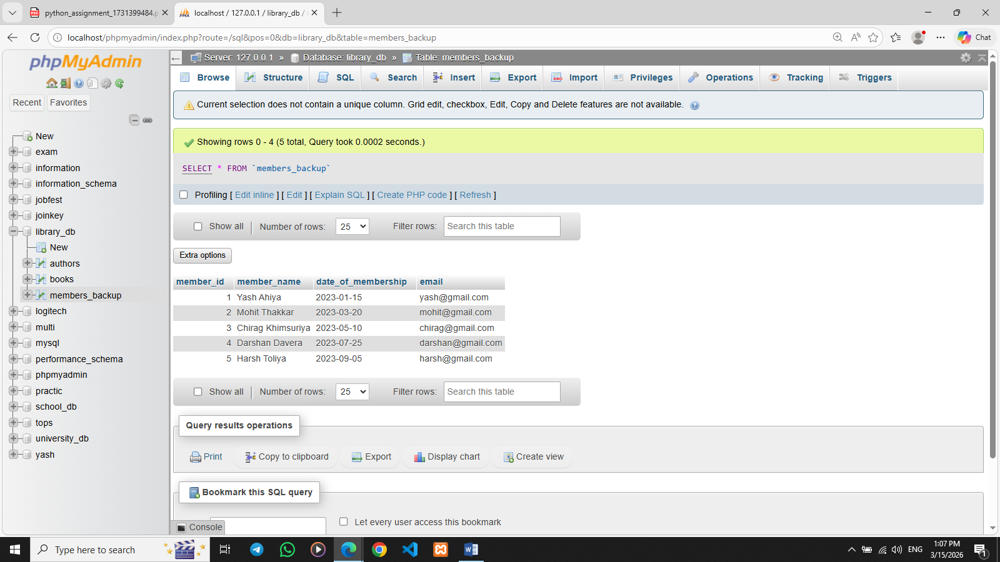 python_assignment_1731399484.p
localhost / 127.0.0.1 / library_db /
localhost/phpmyadmin/index.php?route=/sql&pos=0&db=library_db&table=members_backup
Chat
phpMyAdmin
Recent
Favorites
New
exam
information
information_schema
jobfest
joinkey
library_db
New
authors
books
members_backup
logitech
multi
mysql
performance_schema
phpmyadmin
practic
school_db
tops
university_db
yash
Server: 127.0.0.1 » Database: library_db » Table: members_backup
Browse Structure SQL Search Insert Export Import Privileges Operations Tracking Triggers
Current selection does not contain a unique column. Grid edit, checkbox, Edit, Copy and Delete features are not available.
Showing rows 0 - 4 (5 total, Query took 0.0002 seconds.)
SELECT * FROM `members_backup`
Profiling [ Edit inline ] [ Edit ] [ Explain SQL ] [ Create PHP code ] [ Refresh ]
Show all | Number of rows: 25 Filter rows: Search this table
Extra options
member_id member_name date_of_membership email
1 Yash Ahiya 2023-01-15 yash@gmail.com
2 Mohit Thakkar 2023-03-20 mohit@gmail.com
3 Chirag Khimsuriya 2023-05-10 chirag@gmail.com
4 Darshan Davera 2023-07-25 darshan@gmail.com
5 Harsh Toliya 2023-09-05 harsh@gmail.com
Show all | Number of rows: 25 Filter rows: Search this table
Query results operations
Print Copy to clipboard Export Display chart Create view
Bookmark this SQL query
Let every user access this bookmark
Console
Type here to search
ENG
1:07 PM
3/15/2026
1